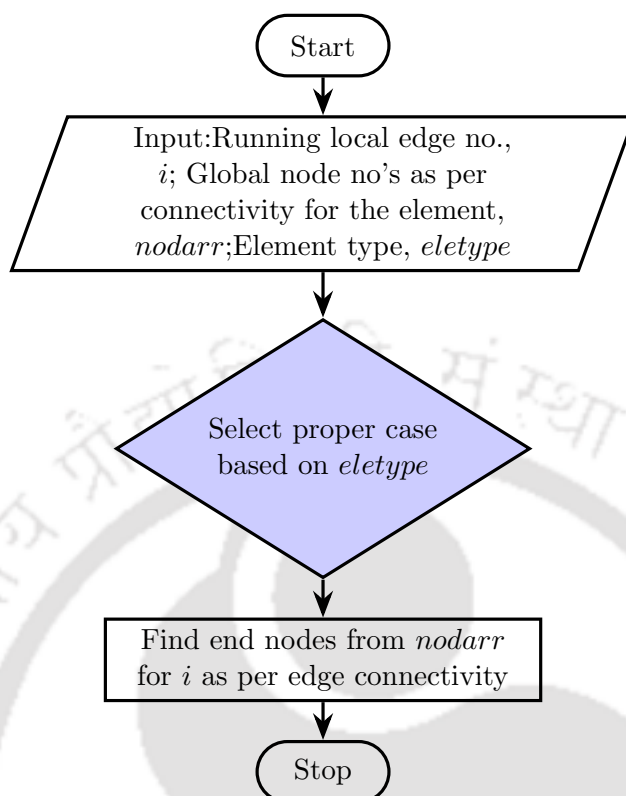 Start
Input:Running local edge no.,
i; Global node no's as per
connectivity for the element,
nodarr;Element type, eletype
Select proper case
based on eletype
Find end nodes from nodarr
for i as per edge connectivity
Stop